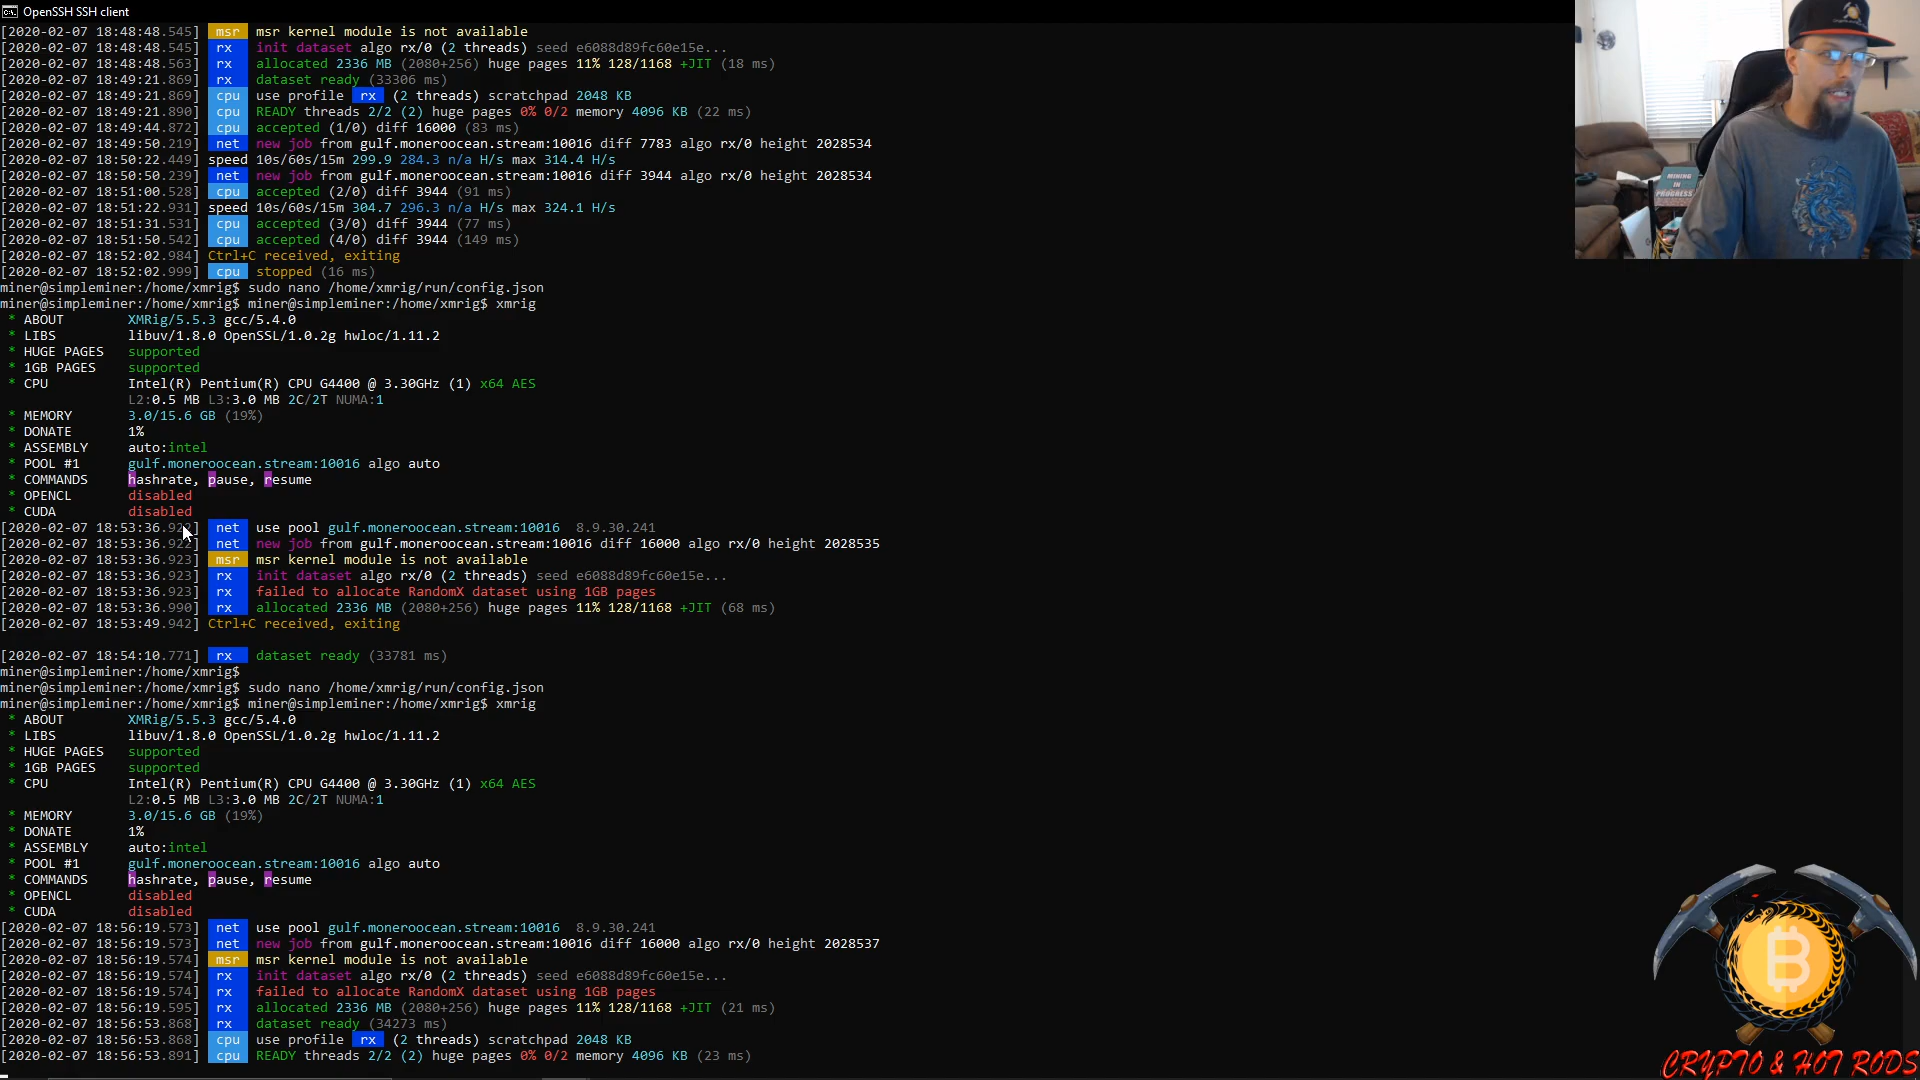 OpenSSH SSH client
[2020-02-07 18:48:48.545] msr msr kernel module is not available
[2020-02-07 18:48:48.545] rx init dataset algo rx/0 (2 threads) seed e6088d89fc60e15e...
[2020-02-07 18:48:48.563] rx allocated 2336 MB (2080+256) huge pages 11% 128/1168 +JIT (18 ms)
[2020-02-07 18:49:21.869] rx dataset ready (33306 ms)
[2020-02-07 18:49:21.869] cpu use profile rx (2 threads) scratchpad 2048 KB
[2020-02-07 18:49:21.890] cpu READY threads 2/2 (2) huge pages 0% 0/2 memory 4096 KB (22 ms)
[2020-02-07 18:49:44.872] cpu accepted (1/0) diff 16000 (83 ms)
[2020-02-07 18:49:50.219] net new job from gulf.moneroocean.stream:10016 diff 7783 algo rx/0 height 2028534
[2020-02-07 18:50:22.449] speed 10s/60s/15m 299.9 284.3 n/a H/s max 314.4 H/s
[2020-02-07 18:50:50.239] net new job from gulf.moneroocean.stream:10016 diff 3944 algo rx/0 height 2028534
[2020-02-07 18:51:00.528] cpu accepted (2/0) diff 3944 (91 ms)
[2020-02-07 18:51:22.931] speed 10s/60s/15m 304.7 296.3 n/a H/s max 324.1 H/s
[2020-02-07 18:51:31.531] cpu accepted (3/0) diff 3944 (77 ms)
[2020-02-07 18:51:50.542] cpu accepted (4/0) diff 3944 (149 ms)
[2020-02-07 18:52:02.984] Ctrl+C received, exiting
[2020-02-07 18:52:02.999] cpu stopped (16 ms)
miner@simpleminer:/home/xmrig$ sudo nano /home/xmrig/run/config.json
miner@simpleminer:/home/xmrig$ miner@simpleminer:/home/xmrig$ xmrig
* ABOUT XMRig/5.5.3 gcc/5.4.0
* LIBS libuv/1.8.0 OpenSSL/1.0.2g hwloc/1.11.2
* HUGE PAGES supported
* 1GB PAGES supported
* CPU Intel(R) Pentium(R) CPU G4400 @ 3.30GHz (1) x64 AES
L2:0.5 MB L3:3.0 MB 2C/2T NUMA:1
* MEMORY 3.0/15.6 GB (19%)
* DONATE 1%
* ASSEMBLY auto:intel
* POOL #1 gulf.moneroocean.stream:10016 algo auto
* COMMANDS hashrate, pause, resume
* OPENCL disabled
* CUDA disabled
[2020-02-07 18:53:36.922] net use pool gulf.moneroocean.stream:10016 8.9.30.241
[2020-02-07 18:53:36.922] net new job from gulf.moneroocean.stream:10016 diff 16000 algo rx/0 height 2028535
[2020-02-07 18:53:36.923] msr msr kernel module is not available
[2020-02-07 18:53:36.923] rx init dataset algo rx/0 (2 threads) seed e6088d89fc60e15e...
[2020-02-07 18:53:36.923] rx failed to allocate RandomX dataset using 1GB pages
[2020-02-07 18:53:36.990] rx allocated 2336 MB (2080+256) huge pages 11% 128/1168 +JIT (68 ms)
[2020-02-07 18:53:49.942] Ctrl+C received, exiting
[2020-02-07 18:54:10.771] rx dataset ready (33781 ms)
miner@simpleminer:/home/xmrig$
miner@simpleminer:/home/xmrig$ sudo nano /home/xmrig/run/config.json
miner@simpleminer:/home/xmrig$ miner@simpleminer:/home/xmrig$ xmrig
* ABOUT XMRig/5.5.3 gcc/5.4.0
* LIBS libuv/1.8.0 OpenSSL/1.0.2g hwloc/1.11.2
* HUGE PAGES supported
* 1GB PAGES supported
* CPU Intel(R) Pentium(R) CPU G4400 @ 3.30GHz (1) x64 AES
L2:0.5 MB L3:3.0 MB 2C/2T NUMA:1
* MEMORY 3.0/15.6 GB (19%)
* DONATE 1%
* ASSEMBLY auto:intel
* POOL #1 gulf.moneroocean.stream:10016 algo auto
* COMMANDS hashrate, pause, resume
* OPENCL disabled
* CUDA disabled
[2020-02-07 18:56:19.573] net use pool gulf.moneroocean.stream:10016 8.9.30.241
[2020-02-07 18:56:19.573] net new job from gulf.moneroocean.stream:10016 diff 16000 algo rx/0 height 2028537
[2020-02-07 18:56:19.574] msr msr kernel module is not available
[2020-02-07 18:56:19.574] rx init dataset algo rx/0 (2 threads) seed e6088d89fc60e15e...
[2020-02-07 18:56:19.574] rx failed to allocate RandomX dataset using 1GB pages
[2020-02-07 18:56:19.595] rx allocated 2336 MB (2080+256) huge pages 11% 128/1168 +JIT (21 ms)
[2020-02-07 18:56:53.868] rx dataset ready (34273 ms)
[2020-02-07 18:56:53.868] cpu use profile rx (2 threads) scratchpad 2048 KB
[2020-02-07 18:56:53.891] cpu READY threads 2/2 (2) huge pages 0% 0/2 memory 4096 KB (23 ms)
MINING
IN
PROGRESS
CRYPTO & HOT RODS